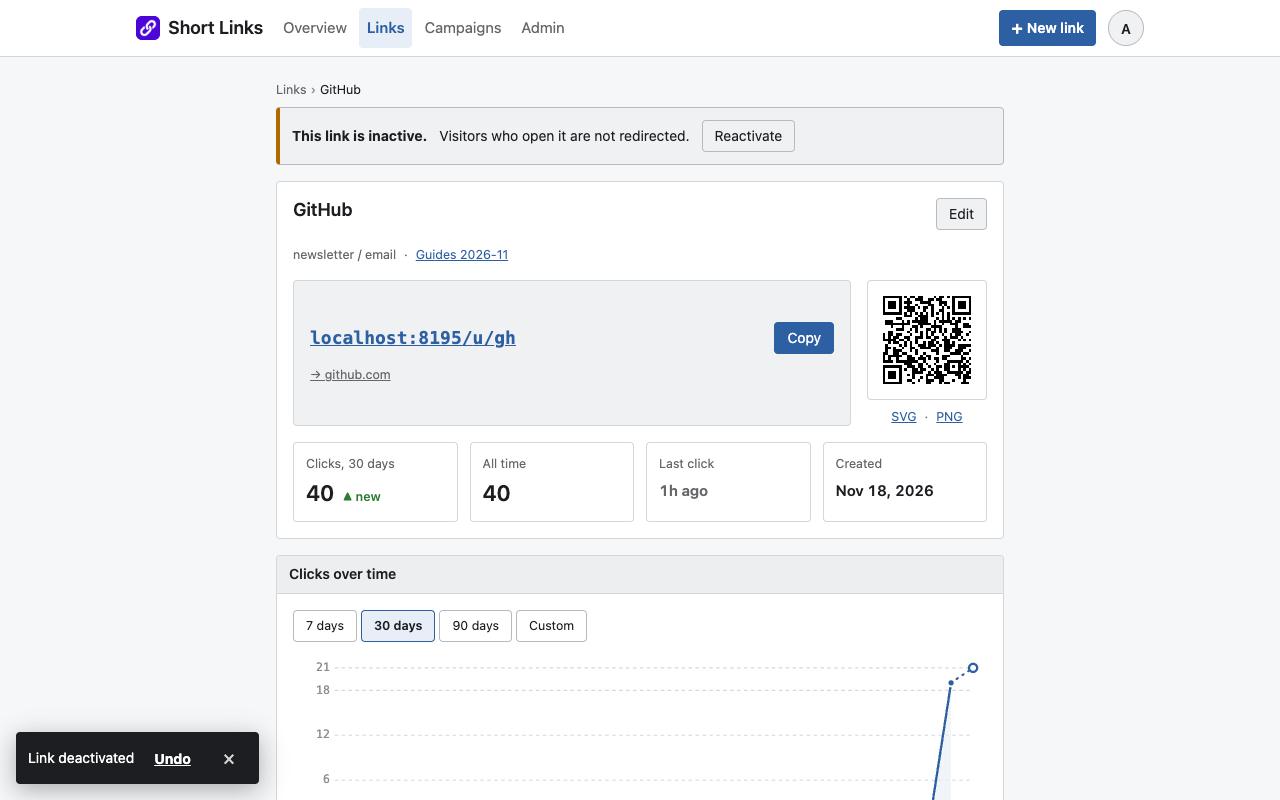 Short Links Overview Links Campaigns Admin + New link A
Links › GitHub
This link is inactive. Visitors who open it are not redirected. Reactivate
GitHub Edit
newsletter / email · Guides 2026-11
localhost:8195/u/gh Copy
→ github.com
SVG · PNG
Clicks, 30 days All time Last click Created
40 ▲ new 40 1h ago Nov 18, 2026
Clicks over time
7 days 30 days 90 days Custom
21
18
12
6
Link deactivated Undo ✕